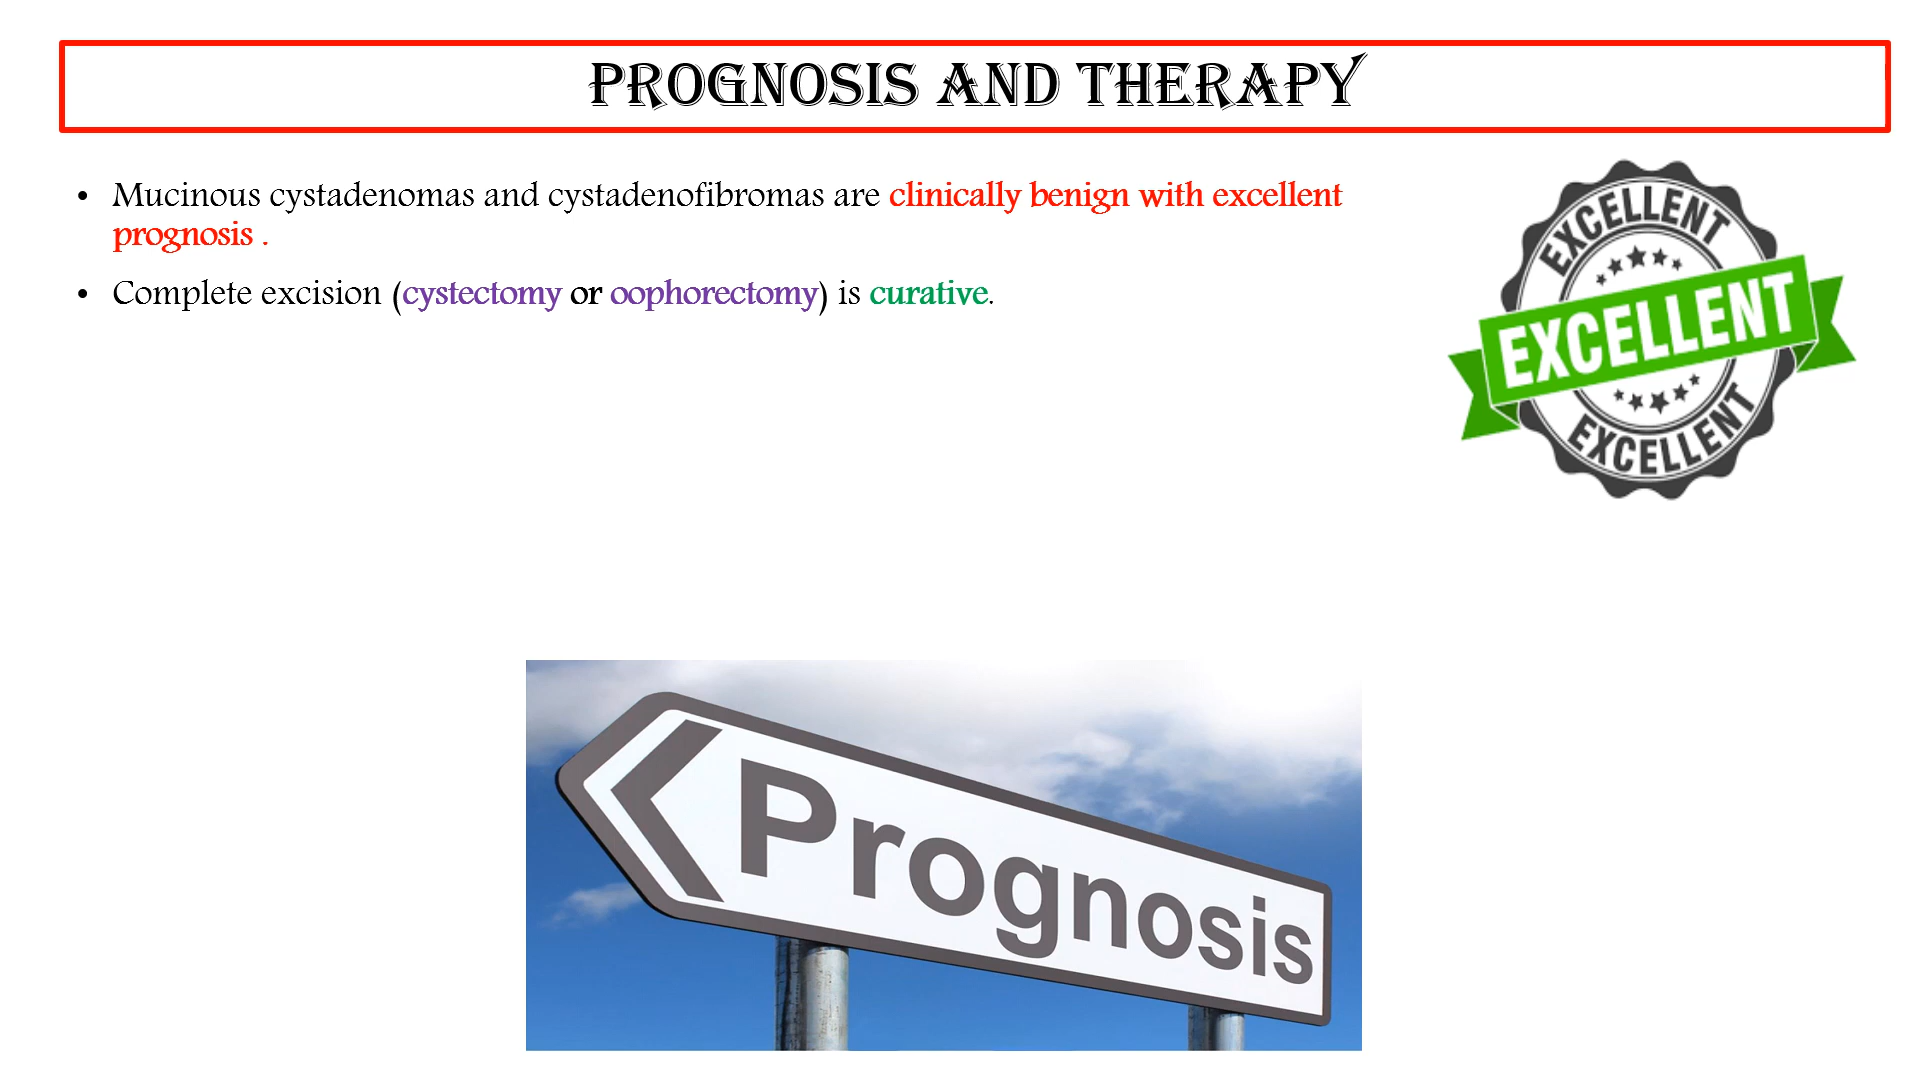 PROGNOSIS AND THERAPY
• Mucinous cystadenomas and cystadenofibromas are clinically benign with excellent
prognosis .
• Complete excision (cystectomy or oophorectomy) is curative.
EXCELLENT
EXCELLENT
EXCELLENT
Prognosis